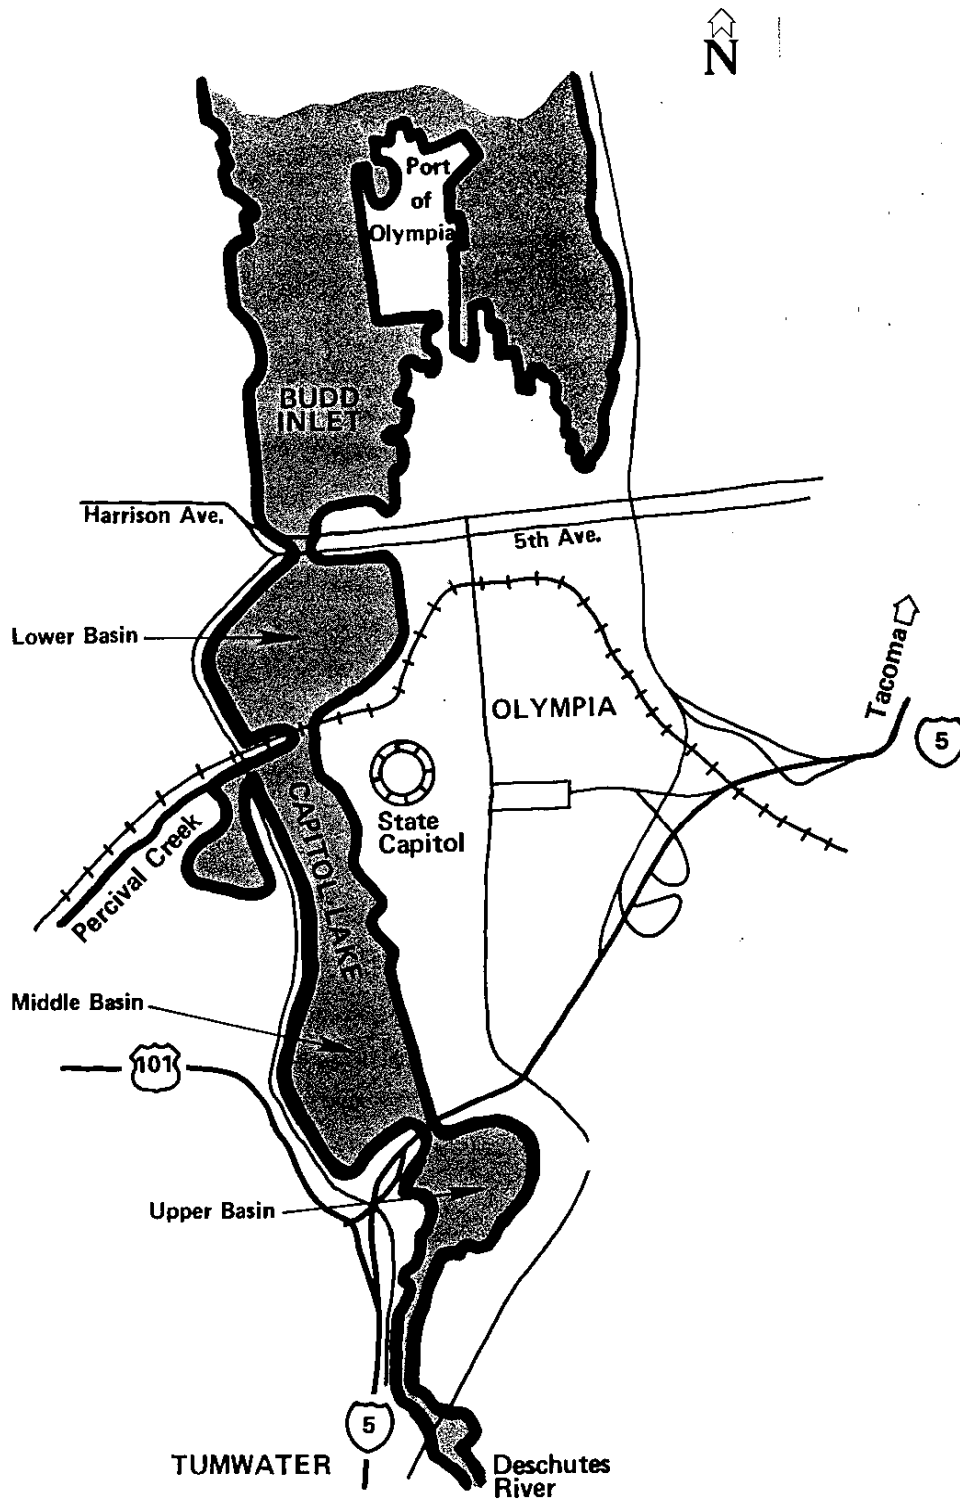 N
Port
of
Olympia
BUDD
INLET
Harrison Ave.
5th Ave.
Lower Basin
Tacoma
OLYMPIA
5
CAPITOL LAKE
State
Capitol
Percival Creek
Middle Basin
101
Upper Basin
5
TUMWATER
Deschutes
River